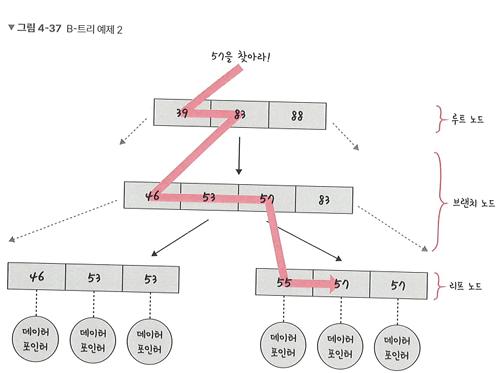 ▼ 그림 4-37 B-트리 예제 2
57을 찾아라!
39 83 88
루트 노드
46 53 57 83
브랜치 노드
46 53 53
55 57 57
리프 노드
데이터 데이터 데이터 데이터 데이터 데이터
포인터 포인터 포인터 포인터 포인터 포인터